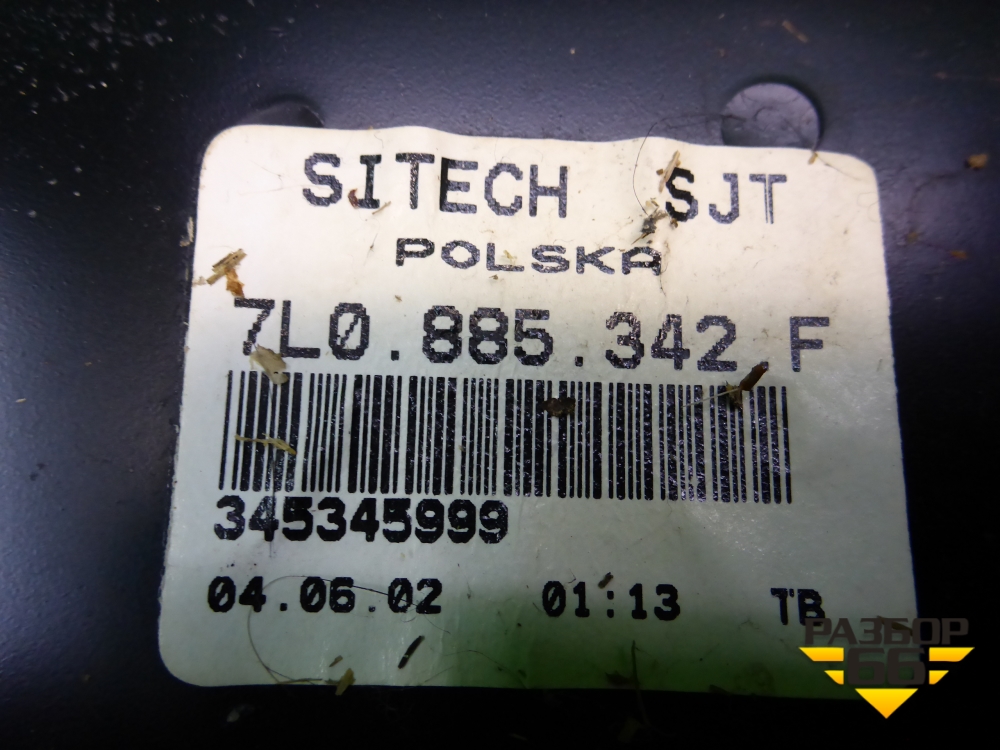 SITECH SJT
POLSKA
7L0.885.342.F
345345999
04.06.02 01:13 TB
РАЗБОР
66